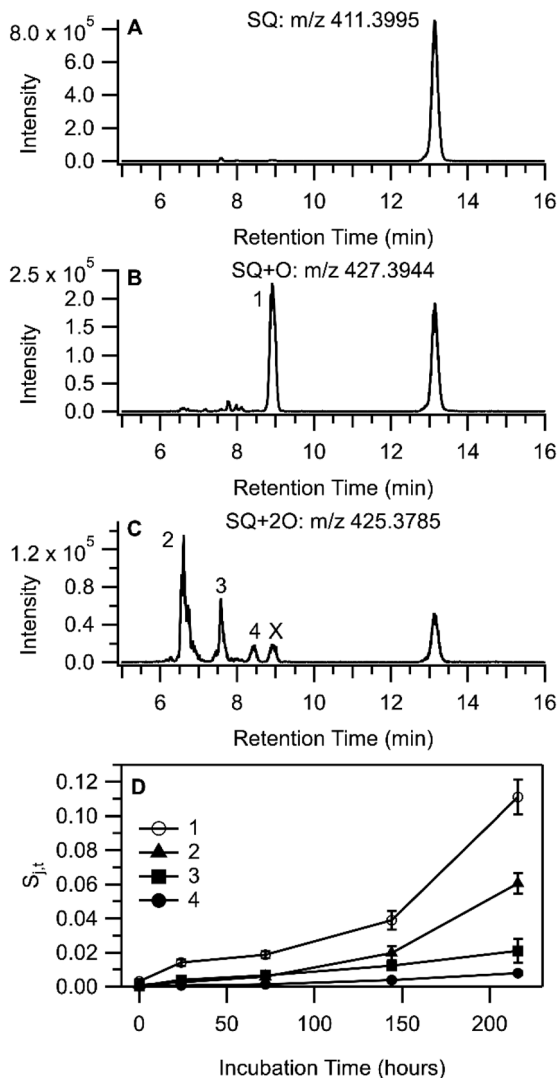 A
SQ: m/z 411.3995
8.0 x 10⁵
6.0
4.0
2.0
0.0
Intensity
6 8 10 12 14 16
Retention Time (min)
B
SQ+O: m/z 427.3944
2.5 x 10⁵
2.0
1.5
1.0
0.5
0.0
Intensity
1
6 8 10 12 14 16
Retention Time (min)
C
SQ+2O: m/z 425.3785
1.2 x 10⁵
0.8
0.4
0.0
Intensity
2
3
4 X
6 8 10 12 14 16
Retention Time (min)
D
0.12
0.10
0.08
0.06
0.04
0.02
0.00
Sj,t
1
2
3
4
0 50 100 150 200
Incubation Time (hours)